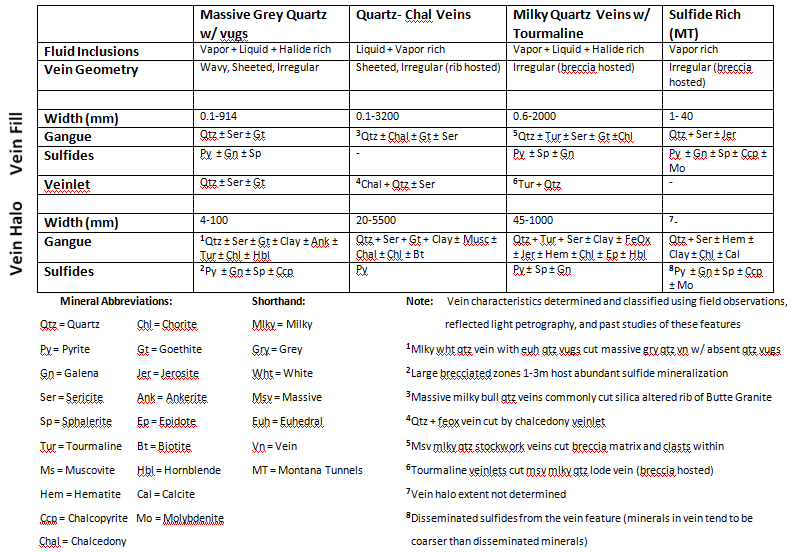 Massive Grey Quartz w/ vugs | Quartz- Chal Veins | Milky Quartz Veins w/ Tourmaline | Sulfide Rich (MT)
Fluid Inclusions | Vapor + Liquid + Halide rich | Liquid + Vapor rich | Vapor + Liquid + Halide rich | Vapor rich
Vein Geometry | Wavy, Sheeted, Irregular | Sheeted, Irregular (rib hosted) | Irregular (breccia hosted) | Irregular (breccia hosted)
Vein Fill
Width (mm) | 0.1-914 | 0.1-3200 | 0.6-2000 | 1- 40
Gangue | Qtz ± Ser ± Gt | ³Qtz ± Chal ± Gt ± Ser | ⁵Qtz ± Tur ± Ser ± Gt ±Chl | Qtz + Ser ± Jer
Sulfides | Py ± Gn ± Sp | - | Py ± Sp ± Gn | Py ± Gn ± Sp ± Ccp ± Mo
Veinlet | Qtz ± Ser ± Gt | ⁴Chal + Qtz ± Ser | ⁶Tur + Qtz | -
Vein Halo
Width (mm) | 4-100 | 20-5500 | 45-1000 | ⁷-
Gangue | ¹Qtz ± Ser ± Gt ± Clay ± Ank ± Tur ± Chl ± Hbl | Qtz + Ser + Gt + Clay ± Musc ± Chal ± Chl ± Bt | Qtz + Tur + Ser ± Clay ± FeOx ± Jer ± Hem ± Chl ± Ep ± Hbl | Qtz + Ser ± Hem ± Clay ± Chl ± Cal
Sulfides | ²Py ± Gn ± Sp ± Ccp | Py | Py ± Sp ± Gn | ⁸Py ± Gn ± Sp ± Ccp ± Mo
Mineral Abbreviations:
Qtz = Quartz
Py = Pyrite
Gn = Galena
Ser = Sericite
Sp = Sphalerite
Tur = Tourmaline
Ms = Muscovite
Hem = Hematite
Ccp = Chalcopyrite
Chal = Chalcedony
Chl = Chorite
Gt = Goethite
Jer = Jerosite
Ank = Ankerite
Ep = Epidote
Bt = Biotite
Hbl = Hornblende
Cal = Calcite
Mo = Molybdenite
Shorthand:
Mlky = Milky
Gry = Grey
Wht = White
Msv = Massive
Euh = Euhedral
Vn = Vein
MT = Montana Tunnels
Note: Vein characteristics determined and classified using field observations,
reflected light petrography, and past studies of these features
¹Mlky wht qtz vein with euh qtz vugs cut massive gry qtz vn w/ absent qtz vugs
²Large brecciated zones 1-3m host abundant sulfide mineralization
³Massive milky bull qtz veins commonly cut silica altered rib of Butte Granite
⁴Qtz + feox vein cut by chalcedony veinlet
⁵Msv mlky qtz stockwork veins cut breccia matrix and clasts within
⁶Tourmaline veinlets cut msv mlky qtz lode vein (breccia hosted)
⁷Vein halo extent not determined
⁸Disseminated sulfides from the vein feature (minerals in vein tend to be
coarser than disseminated minerals)